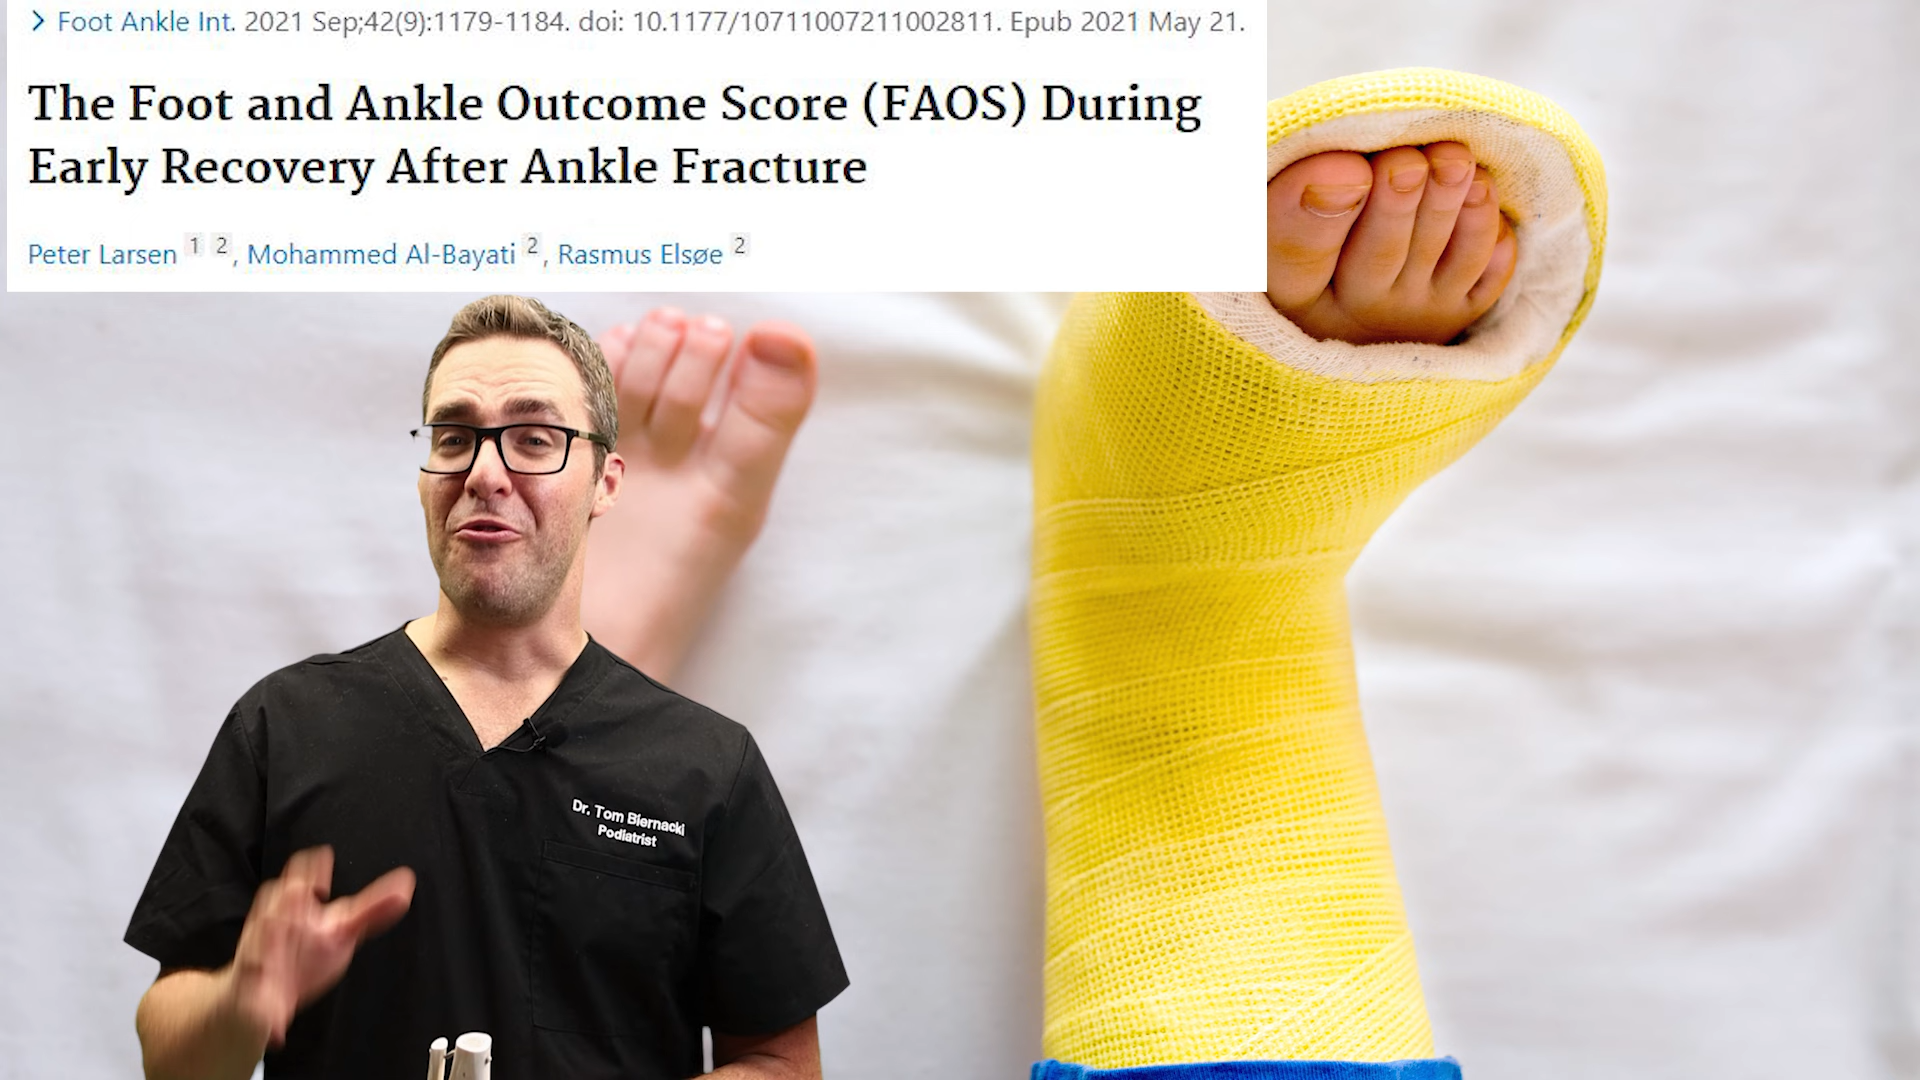 > Foot Ankle Int. 2021 Sep;42(9):1179-1184. doi: 10.1177/10711007211002811. Epub 2021 May 21.
The Foot and Ankle Outcome Score (FAOS) During
Early Recovery After Ankle Fracture
Peter Larsen 1 2, Mohammed Al-Bayati 2, Rasmus Elsøe 2
Dr. Tom Biernacki
Podiatrist